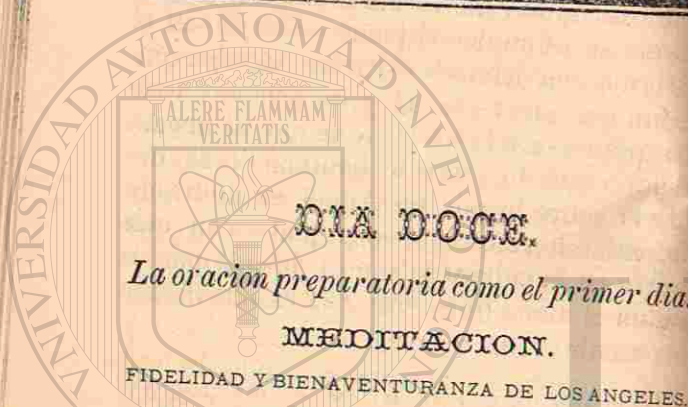 UNIVERSIDAD AUTONOMA DE NUEVO LEÓN
ALERE FLAMMAM
VERITATIS
DIA DOCE.
La oracion preparatoria como el primer dia.
MEDITACION.
FIDELIDAD Y BIENAVENTURANZA DE LOS ANGELES.